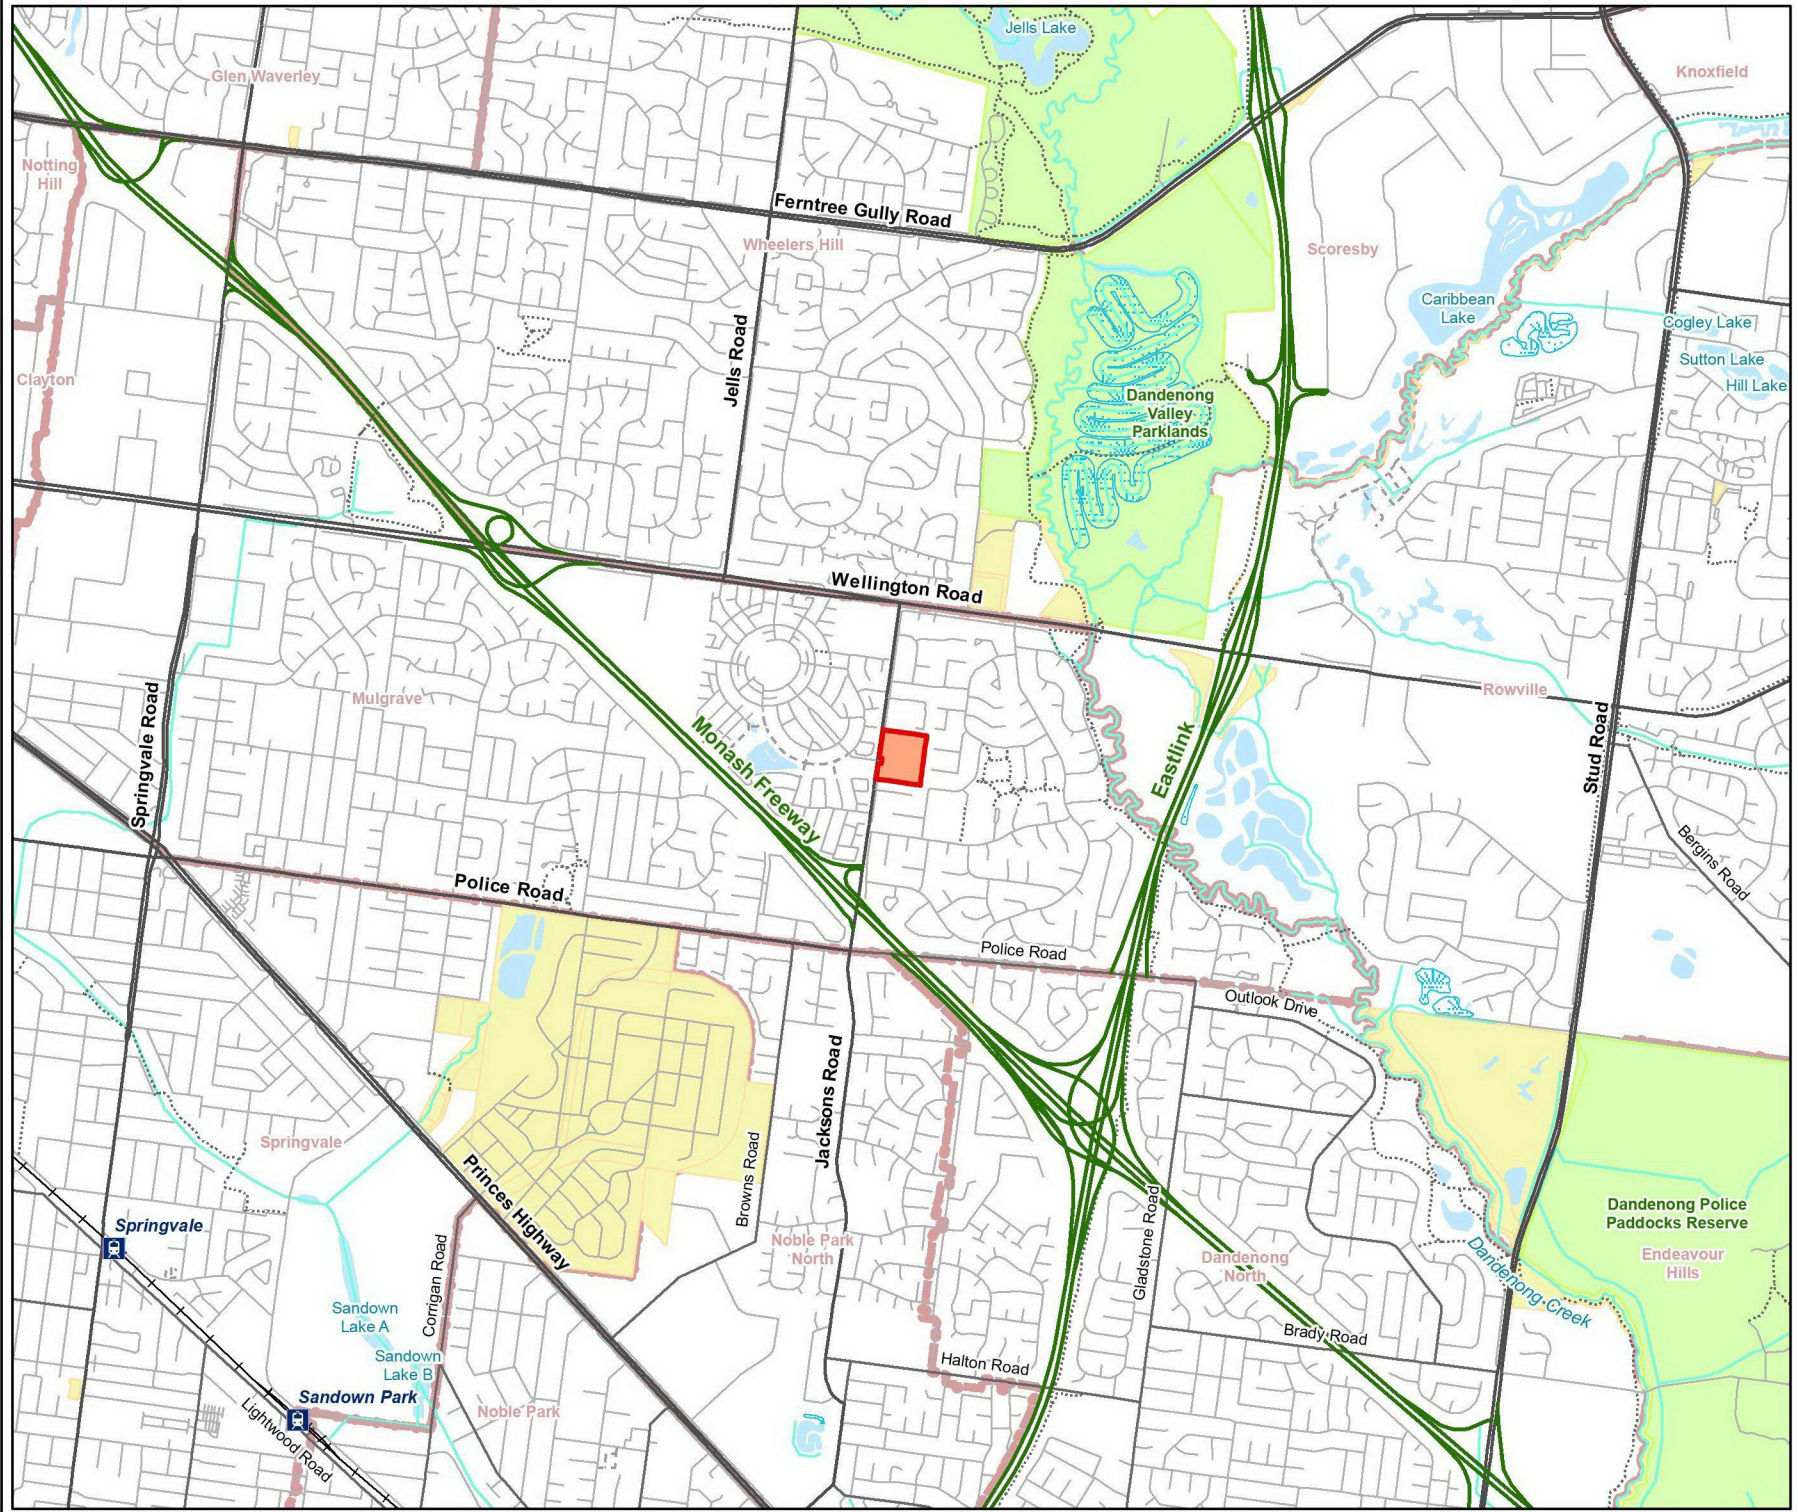 Jells Lake
Glen Waverley
Knoxfield
Notting
Hill
Ferntree Gully Road
Wheelers Hill
Scoresby
Caribbean
Lake
Cogley Lake
Sutton Lake
Hill Lake
Jells Road
Clayton
Dandenong
Valley
Parklands
Wellington Road
Mulgrave
Rowville
Springvale Road
Monash Freeway
Eastlink
Stud Road
Bergins Road
Police Road
Police Road
Outlook Drive
Jacksons Road
Springvale
Browns Road
Princes Highway
Gladstone Road
Dandenong Police
Paddocks Reserve
Springvale
Noble Park
North
Dandenong
North
Endeavour
Hills
Dandenong Creek
Corrigan Road
Sandown
Lake A
Brady Road
Sandown
Lake B
Halton Road
Sandown Park
Noble Park
Lightwood Road